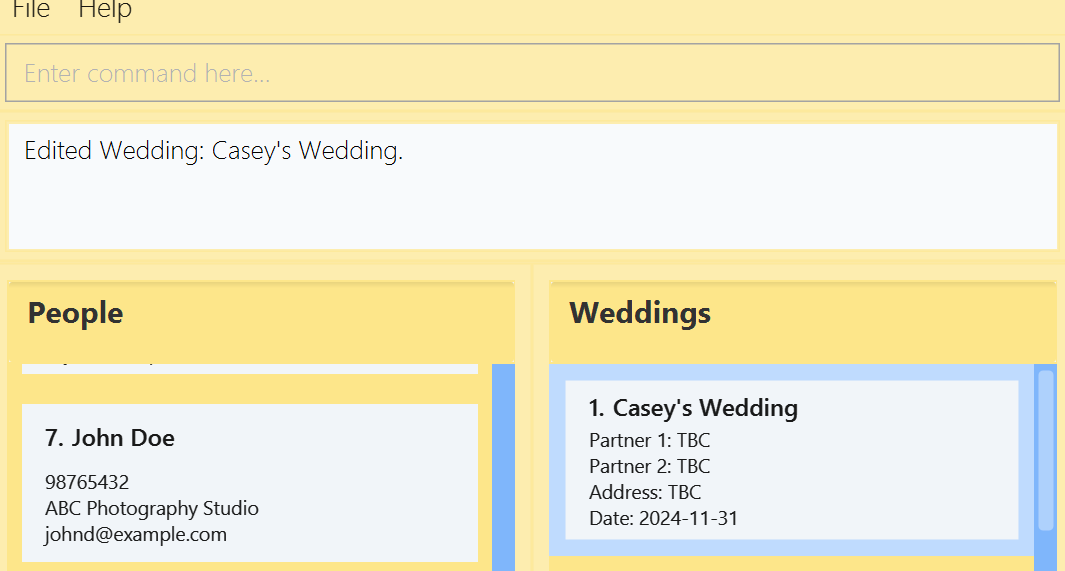 File Help
Enter command here...
Edited Wedding: Casey's Wedding.
People
7. John Doe
98765432
ABC Photography Studio
johnd@example.com
Weddings
1. Casey's Wedding
Partner 1: TBC
Partner 2: TBC
Address: TBC
Date: 2024-11-31